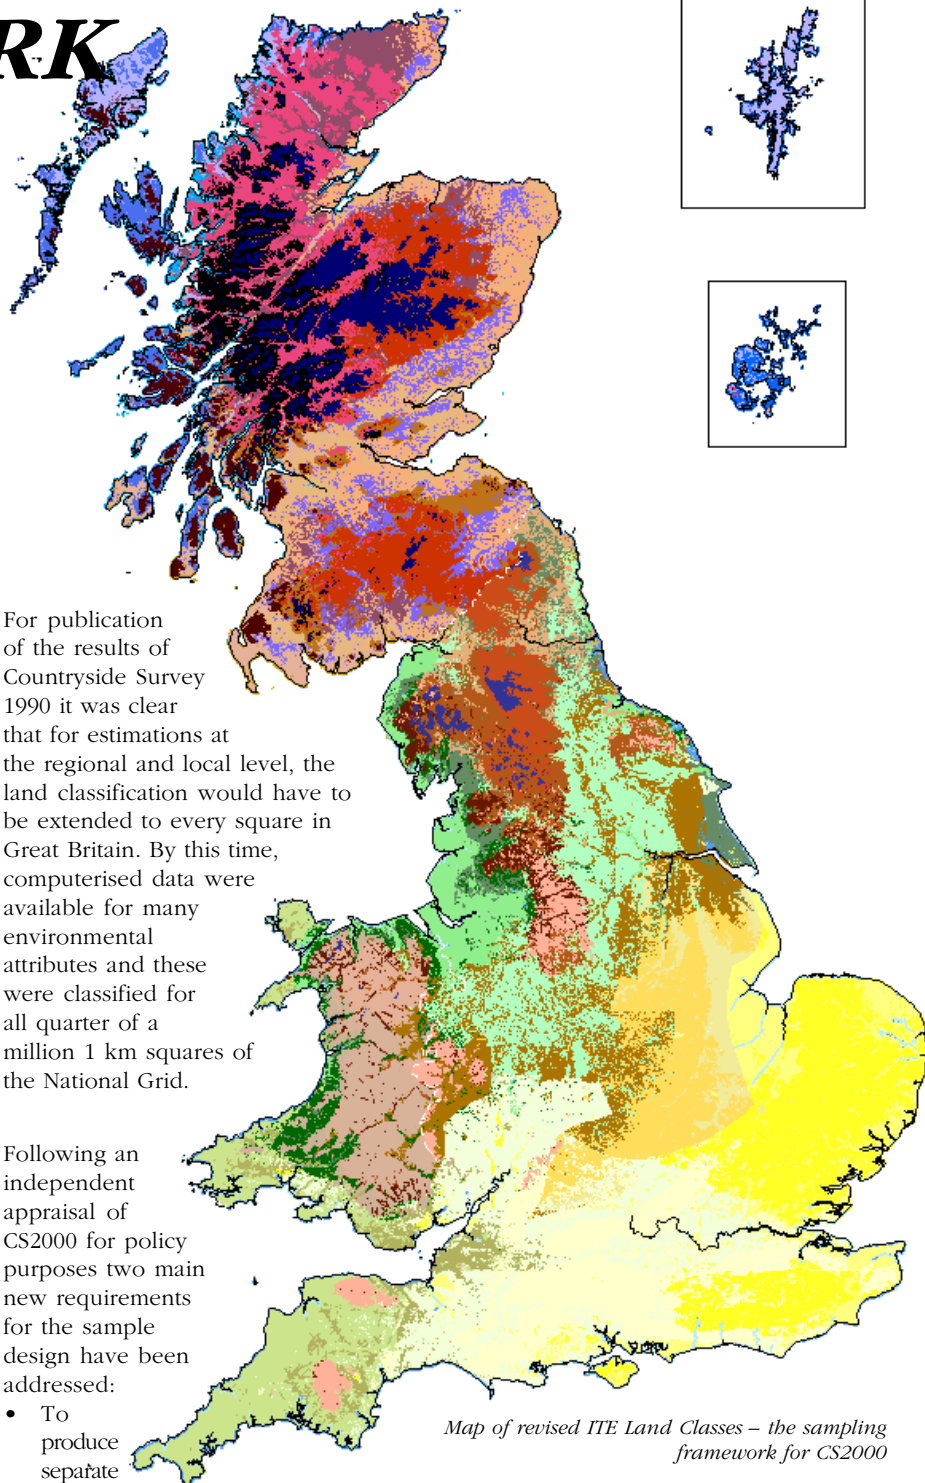 RK
For publication
of the results of
Countryside Survey
1990 it was clear
that for estimations at
the regional and local level, the
land classification would have to
be extended to every square in
Great Britain. By this time,
computerised data were
available for many
environmental
attributes and these
were classified for
all quarter of a
million 1 km squares of
the National Grid.
Following an
independent
appraisal of
CS2000 for policy
purposes two main
new requirements
for the sample
design have been
addressed:
• To
produce
separate
Map of revised ITE Land Classes – the sampling
framework for CS2000